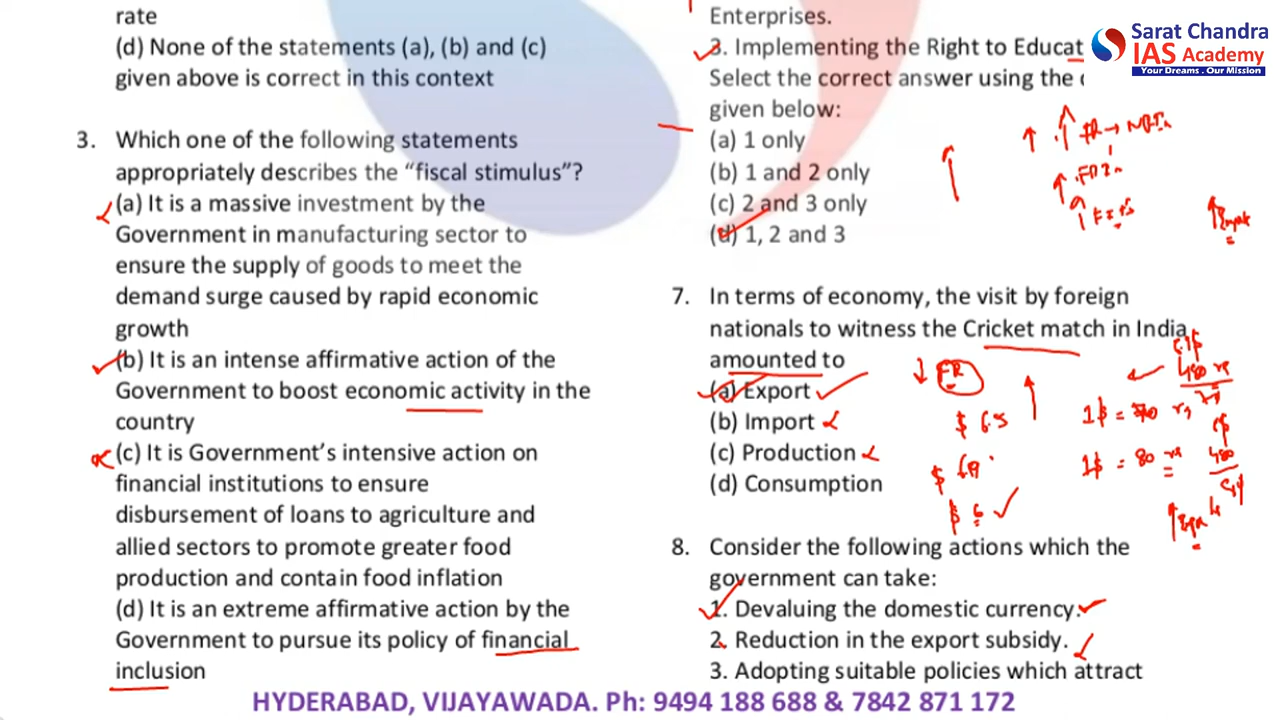 rate
(d) None of the statements (a), (b) and (c)
given above is correct in this context
3. Which one of the following statements
appropriately describes the “fiscal stimulus”?
(a) It is a massive investment by the
Government in manufacturing sector to
ensure the supply of goods to meet the
demand surge caused by rapid economic
growth
(b) It is an intense affirmative action of the
Government to boost economic activity in the
country
(c) It is Government’s intensive action on
financial institutions to ensure
disbursement of loans to agriculture and
allied sectors to promote greater food
production and contain food inflation
(d) It is an extreme affirmative action by the
Government to pursue its policy of financial
inclusion
Enterprises.
3. Implementing the Right to Educat
Select the correct answer using the
given below:
(a) 1 only
(b) 1 and 2 only
(c) 2 and 3 only
(d) 1, 2 and 3
7. In terms of economy, the visit by foreign
nationals to witness the Cricket match in India
amounted to
(a) Export
(b) Import
(c) Production
(d) Consumption
FR
1$ = 70 rs
1$ = 80 rs
8. Consider the following actions which the
government can take:
1. Devaluing the domestic currency.
2. Reduction in the export subsidy.
3. Adopting suitable policies which attract
Sarat Chandra
IAS Academy
Your Dreams . Our Mission
HYDERABAD, VIJAYAWADA. Ph: 9494 188 688 & 7842 871 172